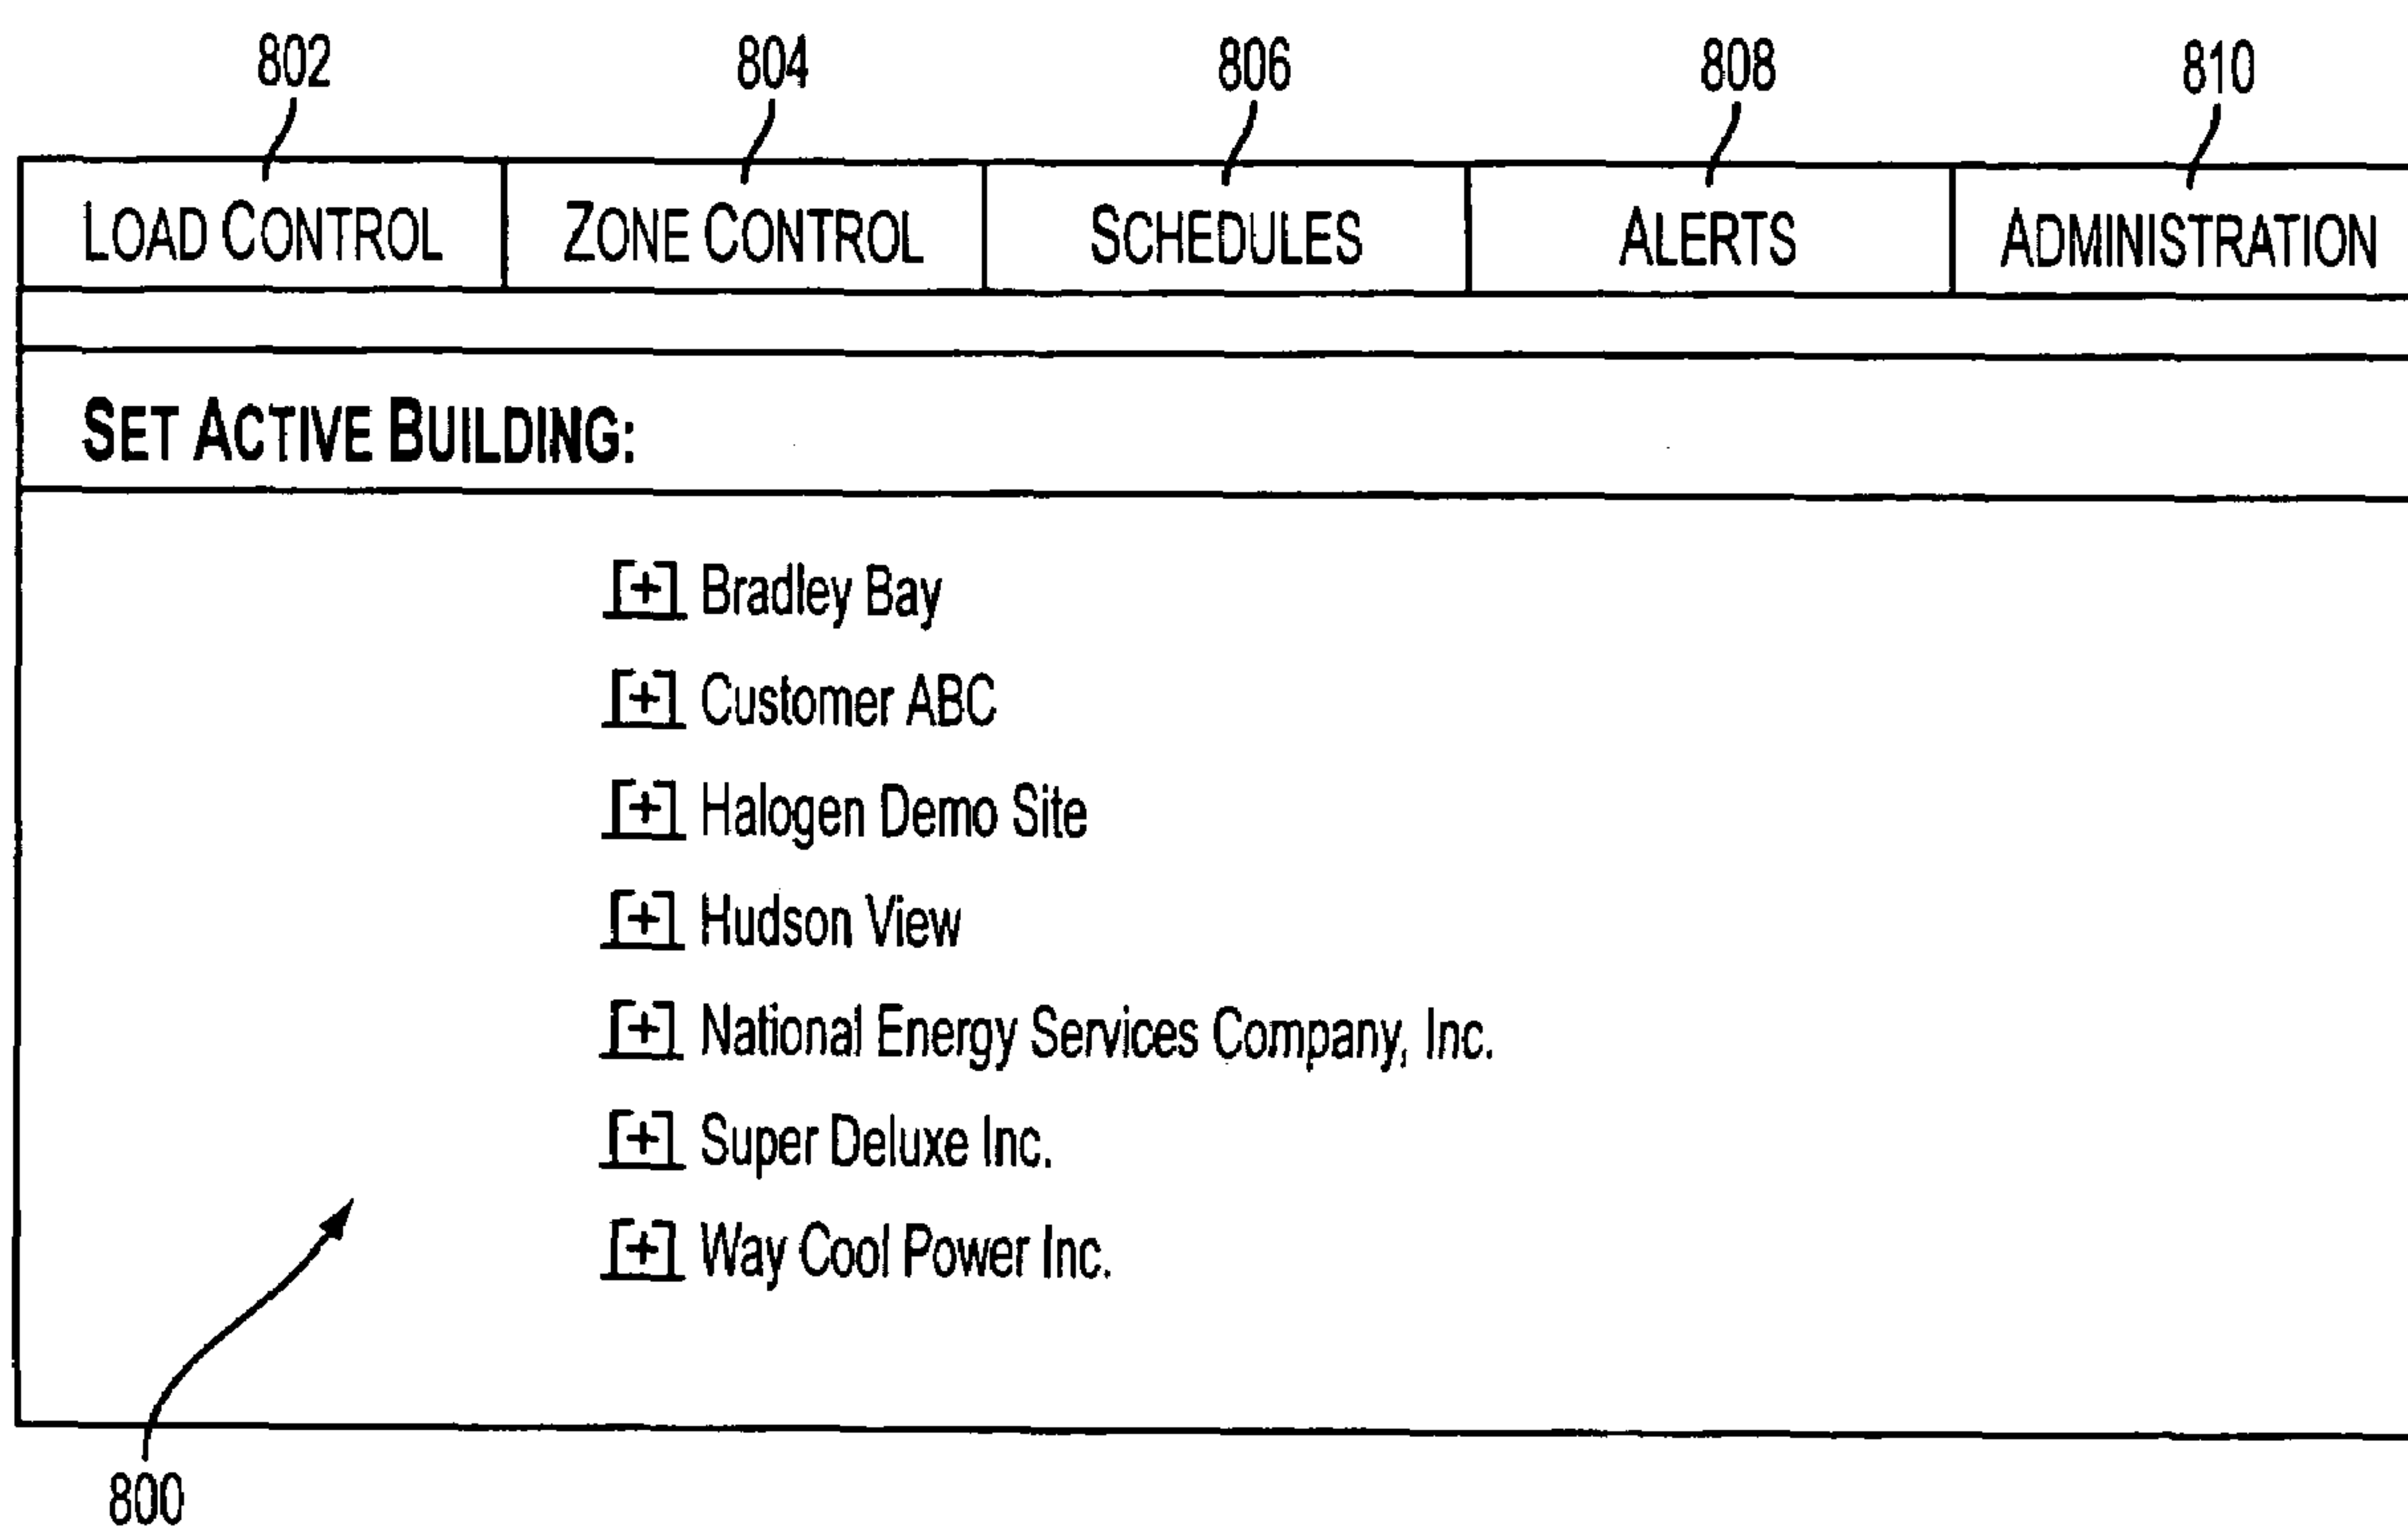 802 804 806 808 810
LOAD CONTROL ZONE CONTROL SCHEDULES ALERTS ADMINISTRATION
SET ACTIVE BUILDING:
[+] Bradley Bay
[+] Customer ABC
[+] Halogen Demo Site
[+] Hudson View
[+] National Energy Services Company, Inc.
[+] Super Deluxe Inc.
[+] Way Cool Power Inc.
800